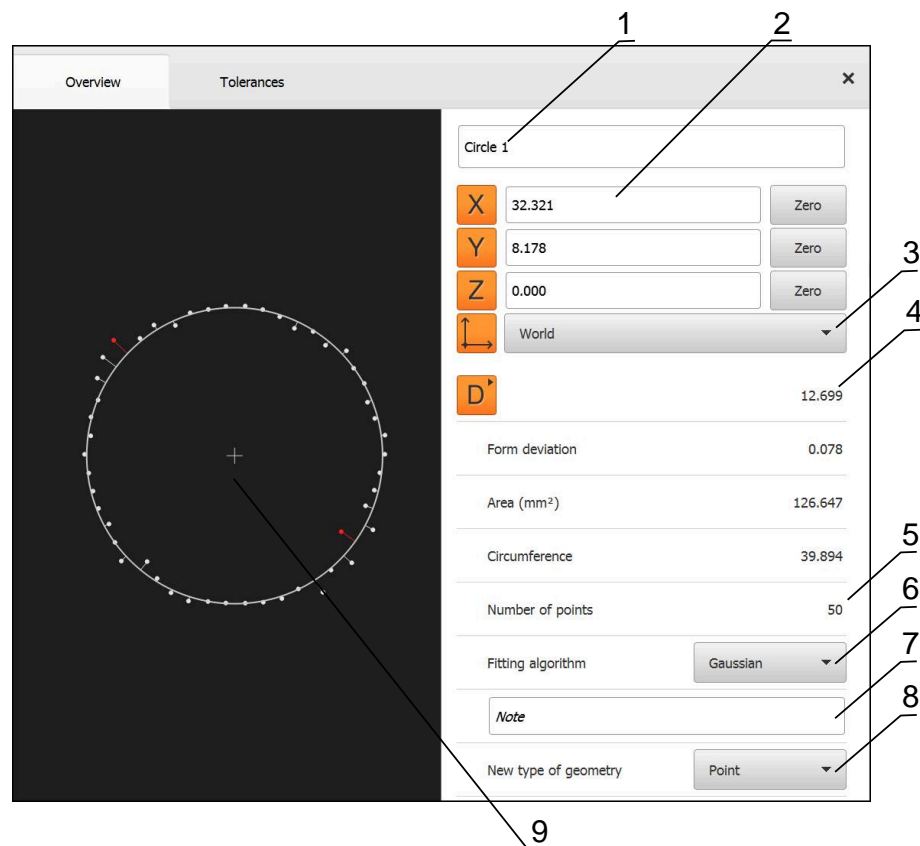 1 2
Overview Tolerances ×
Circle 1
X 32.321 Zero
Y 8.178 Zero
3
Z 0.000 Zero
4
World
D 12.699
Form deviation 0.078
Area (mm²) 126.647
5
Circumference 39.894
6
Number of points 50
7
Fitting algorithm Gaussian
8
Note
New type of geometry Point
9